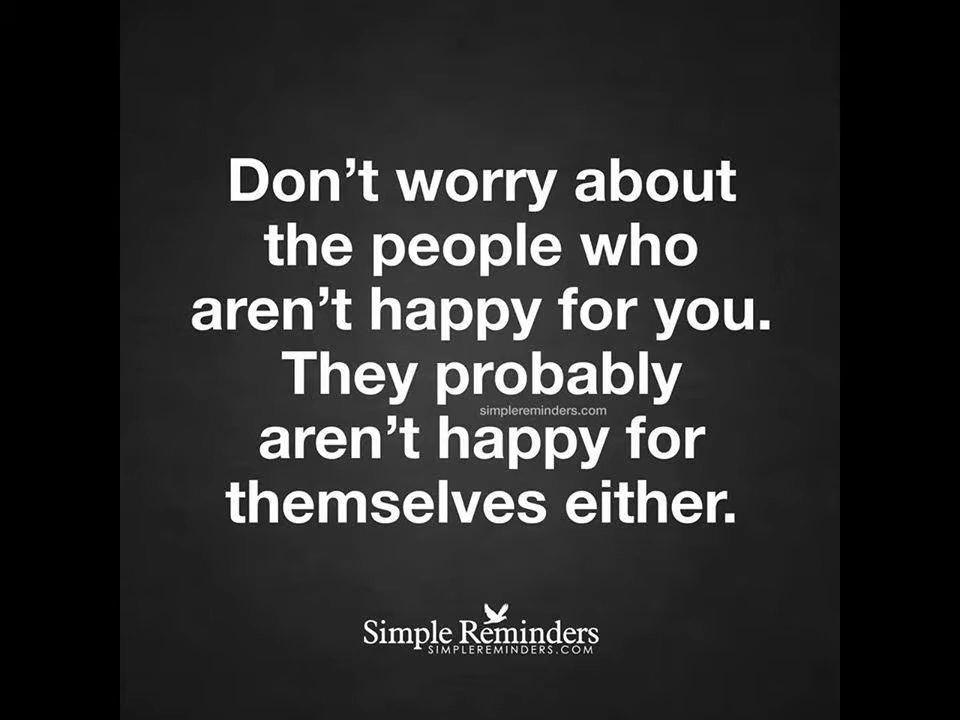 Don’t worry about
the people who
aren’t happy for you.
They probably
simplereminders.com
aren’t happy for
themselves either.
Simple Reminders
SIMPLEREMINDERS.COM